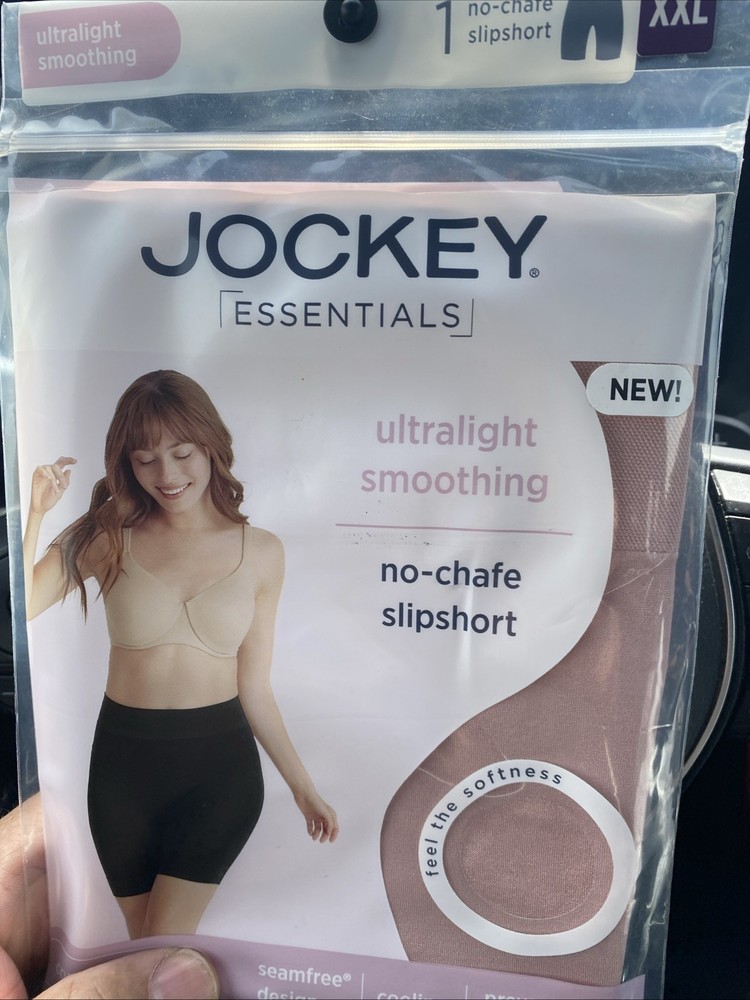 ultralight
smoothing
1
no-chafe
slipshort
XXL
JOCKEY®
ESSENTIALS
NEW!
ultralight
smoothing
no-chafe
slipshort
feel the softness
seamfree®